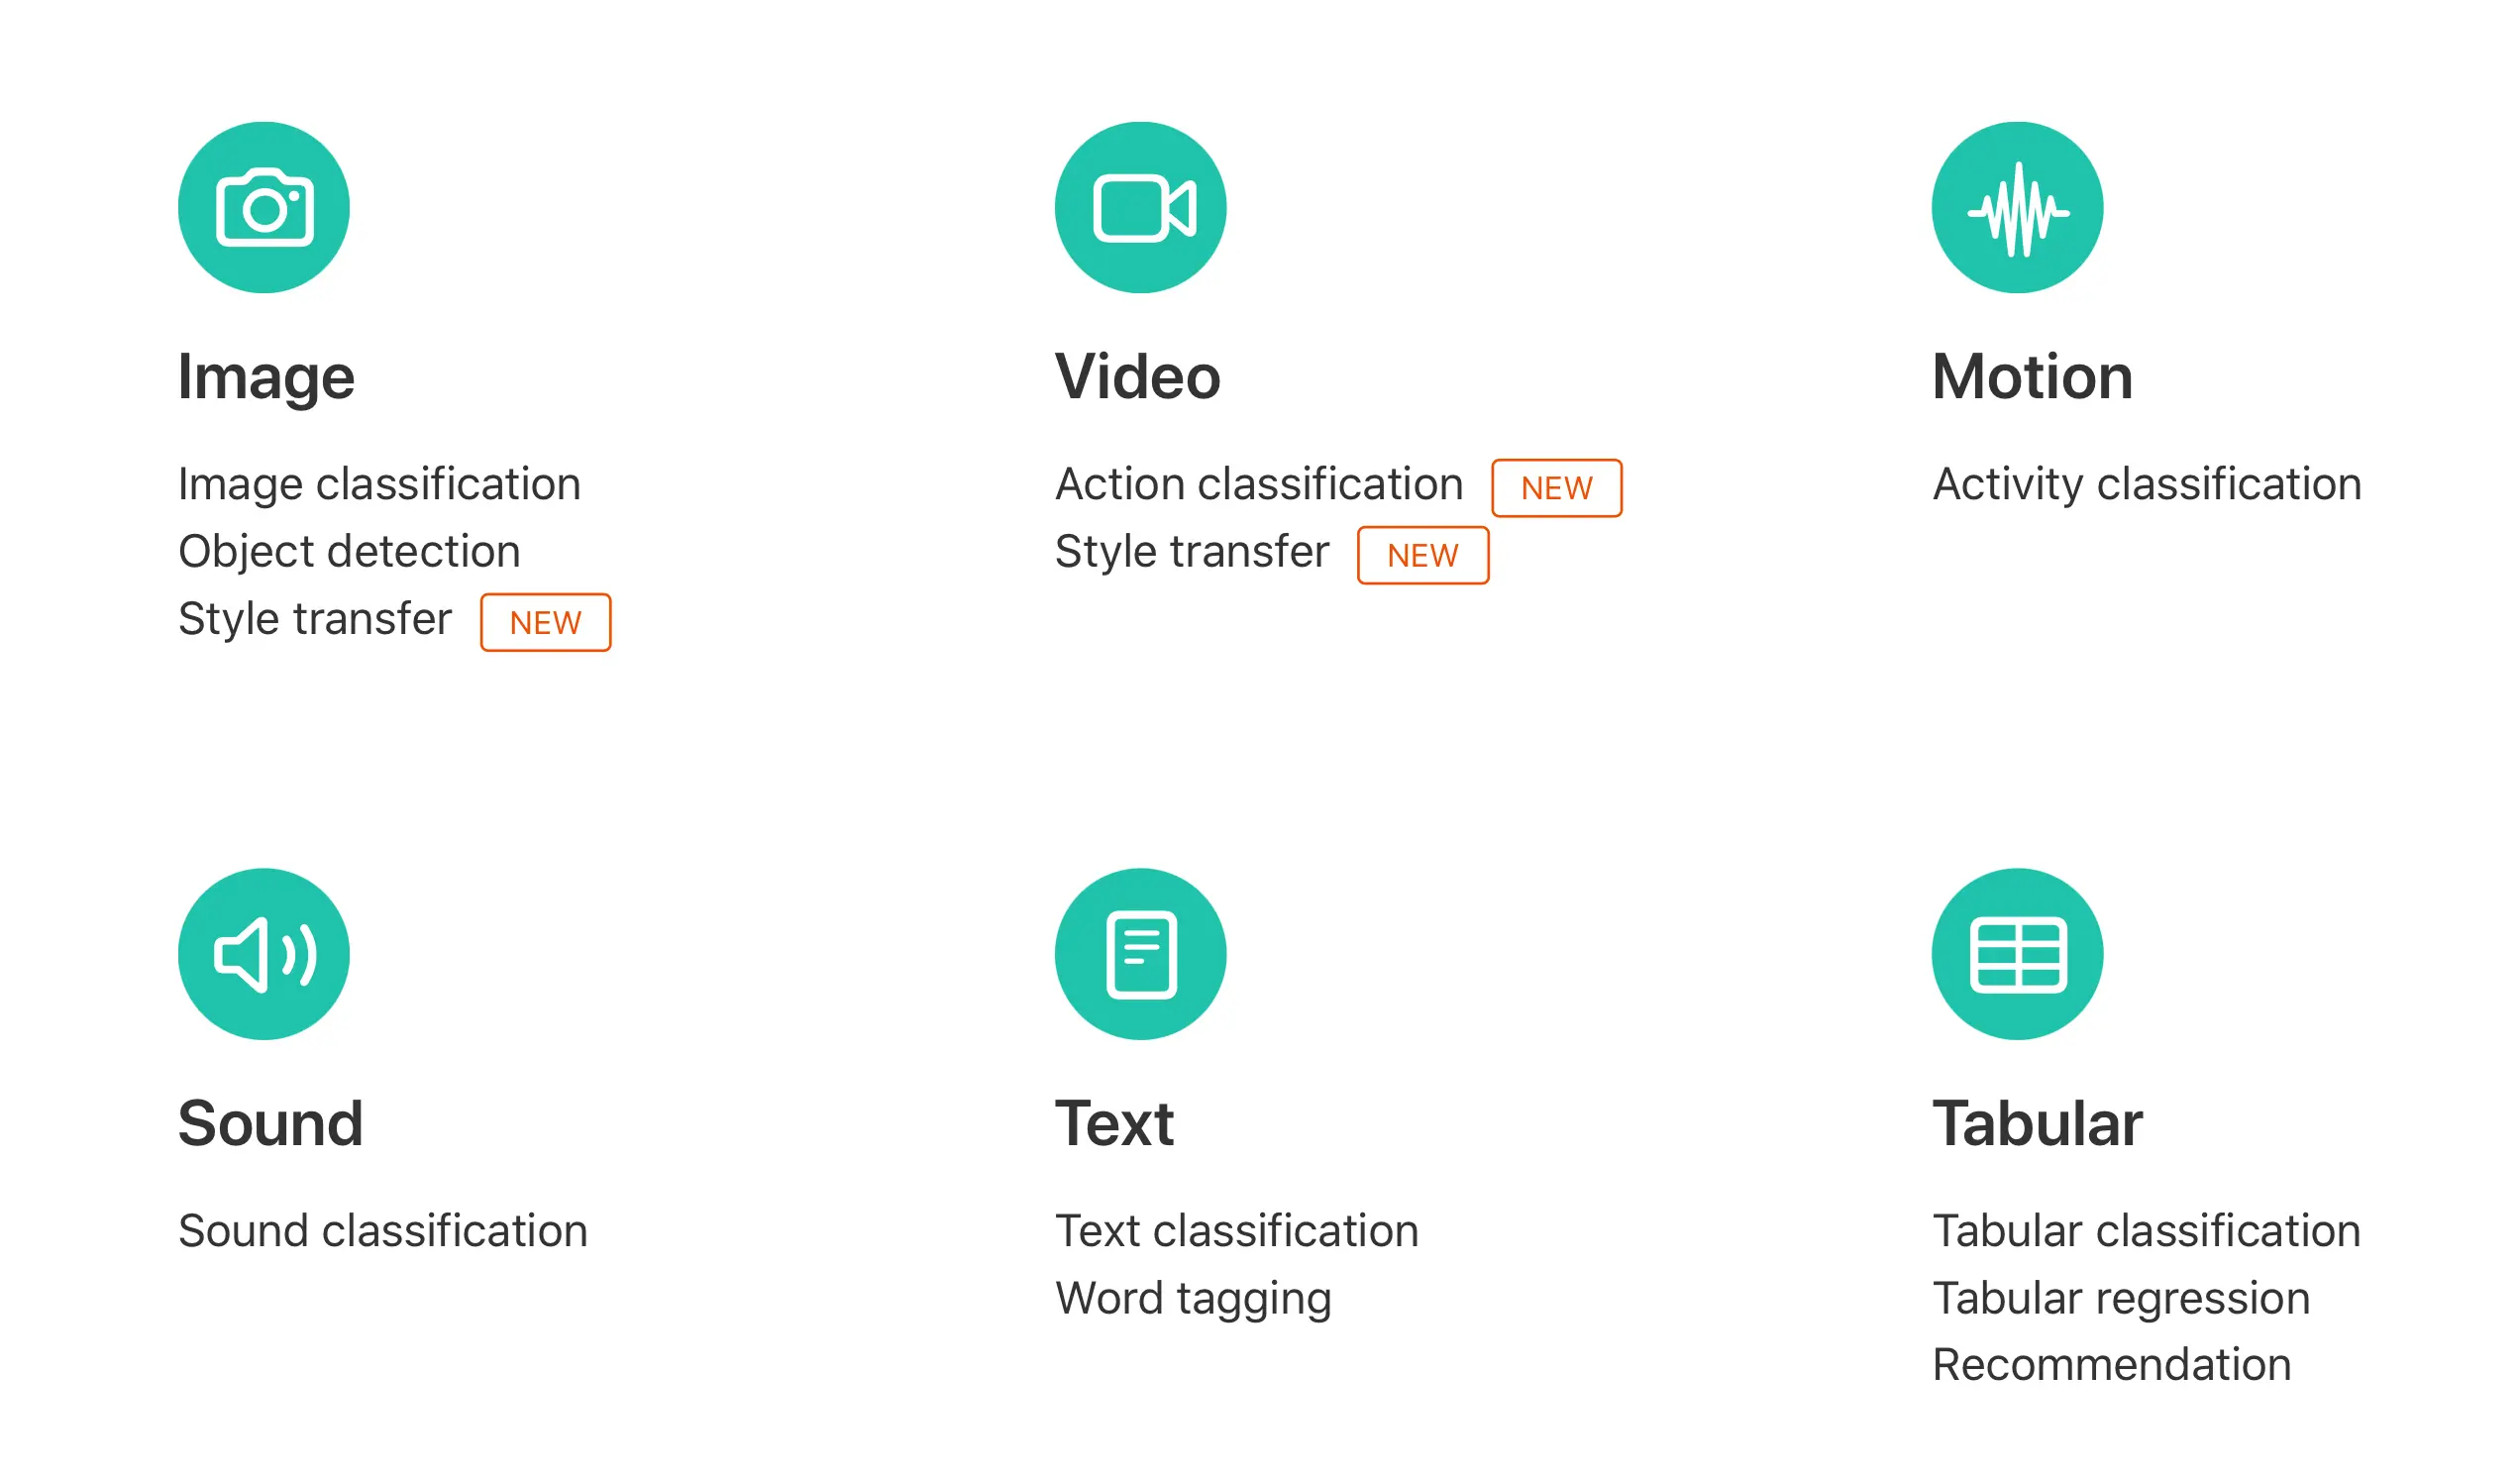 Image
Image classification
Object detection
Style transfer NEW
Video
Action classification NEW
Style transfer NEW
Motion
Activity classification
Sound
Sound classification
Text
Text classification
Word tagging
Tabular
Tabular classification
Tabular regression
Recommendation